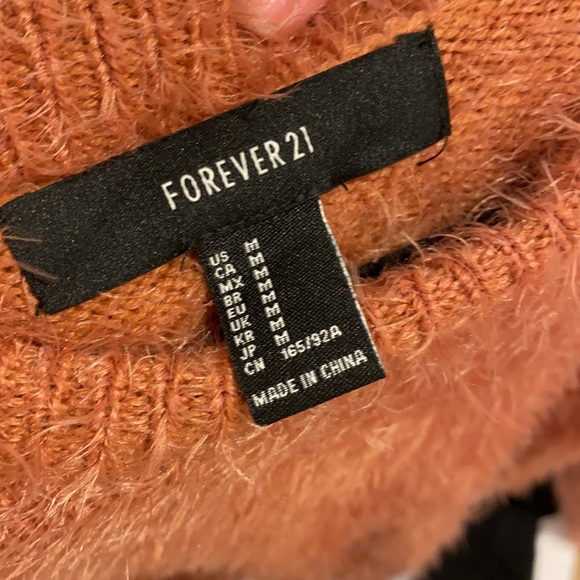 FOREVER 21
US M
CA M
MX M
BR M
EU M
UK M
KR M
JP M
CN 165/92A
MADE IN CHINA